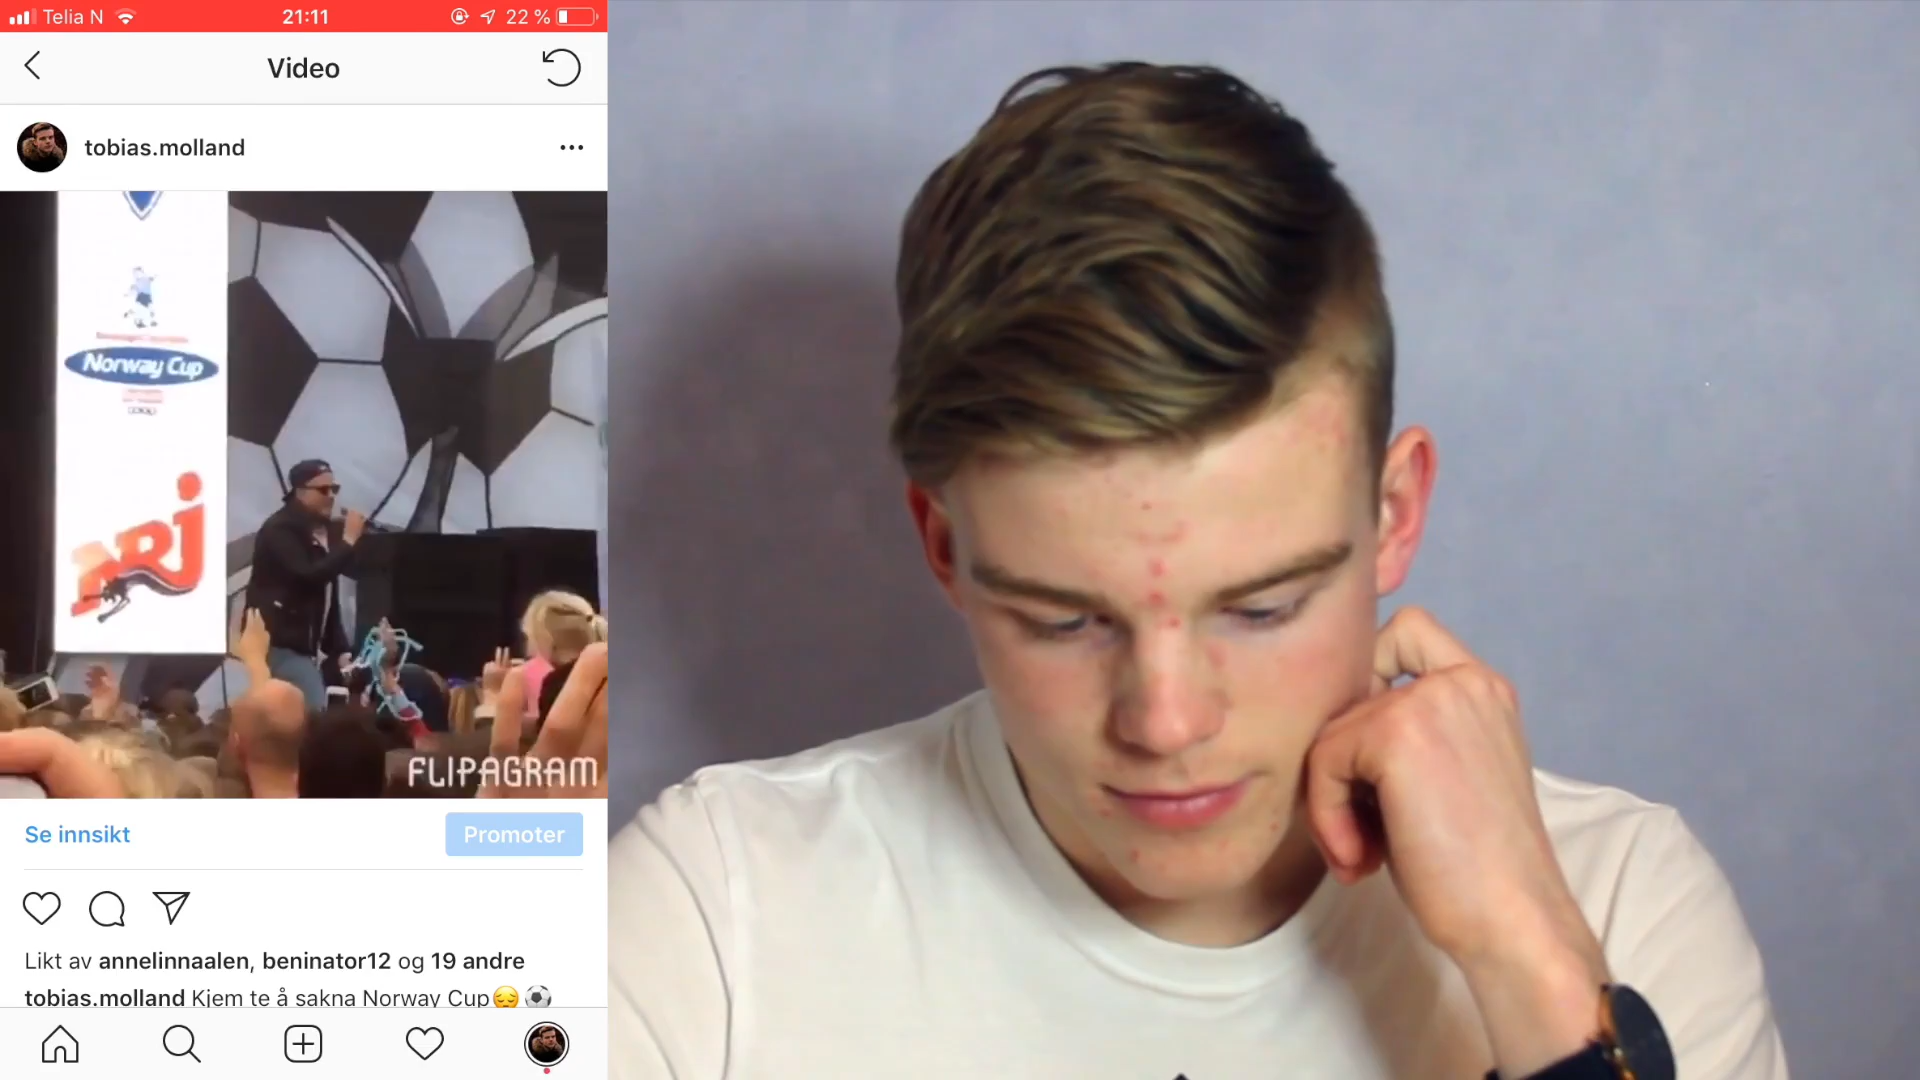 Telia N
21:11
22 %
Video
tobias.molland
Norway Cup
NRJ
FLIPAGRAM
Se innsikt
Promoter
Likt av annelinnaalen, beninator12 og 19 andre
tobias.molland Kjem te å sakna Norway Cup😔⚽